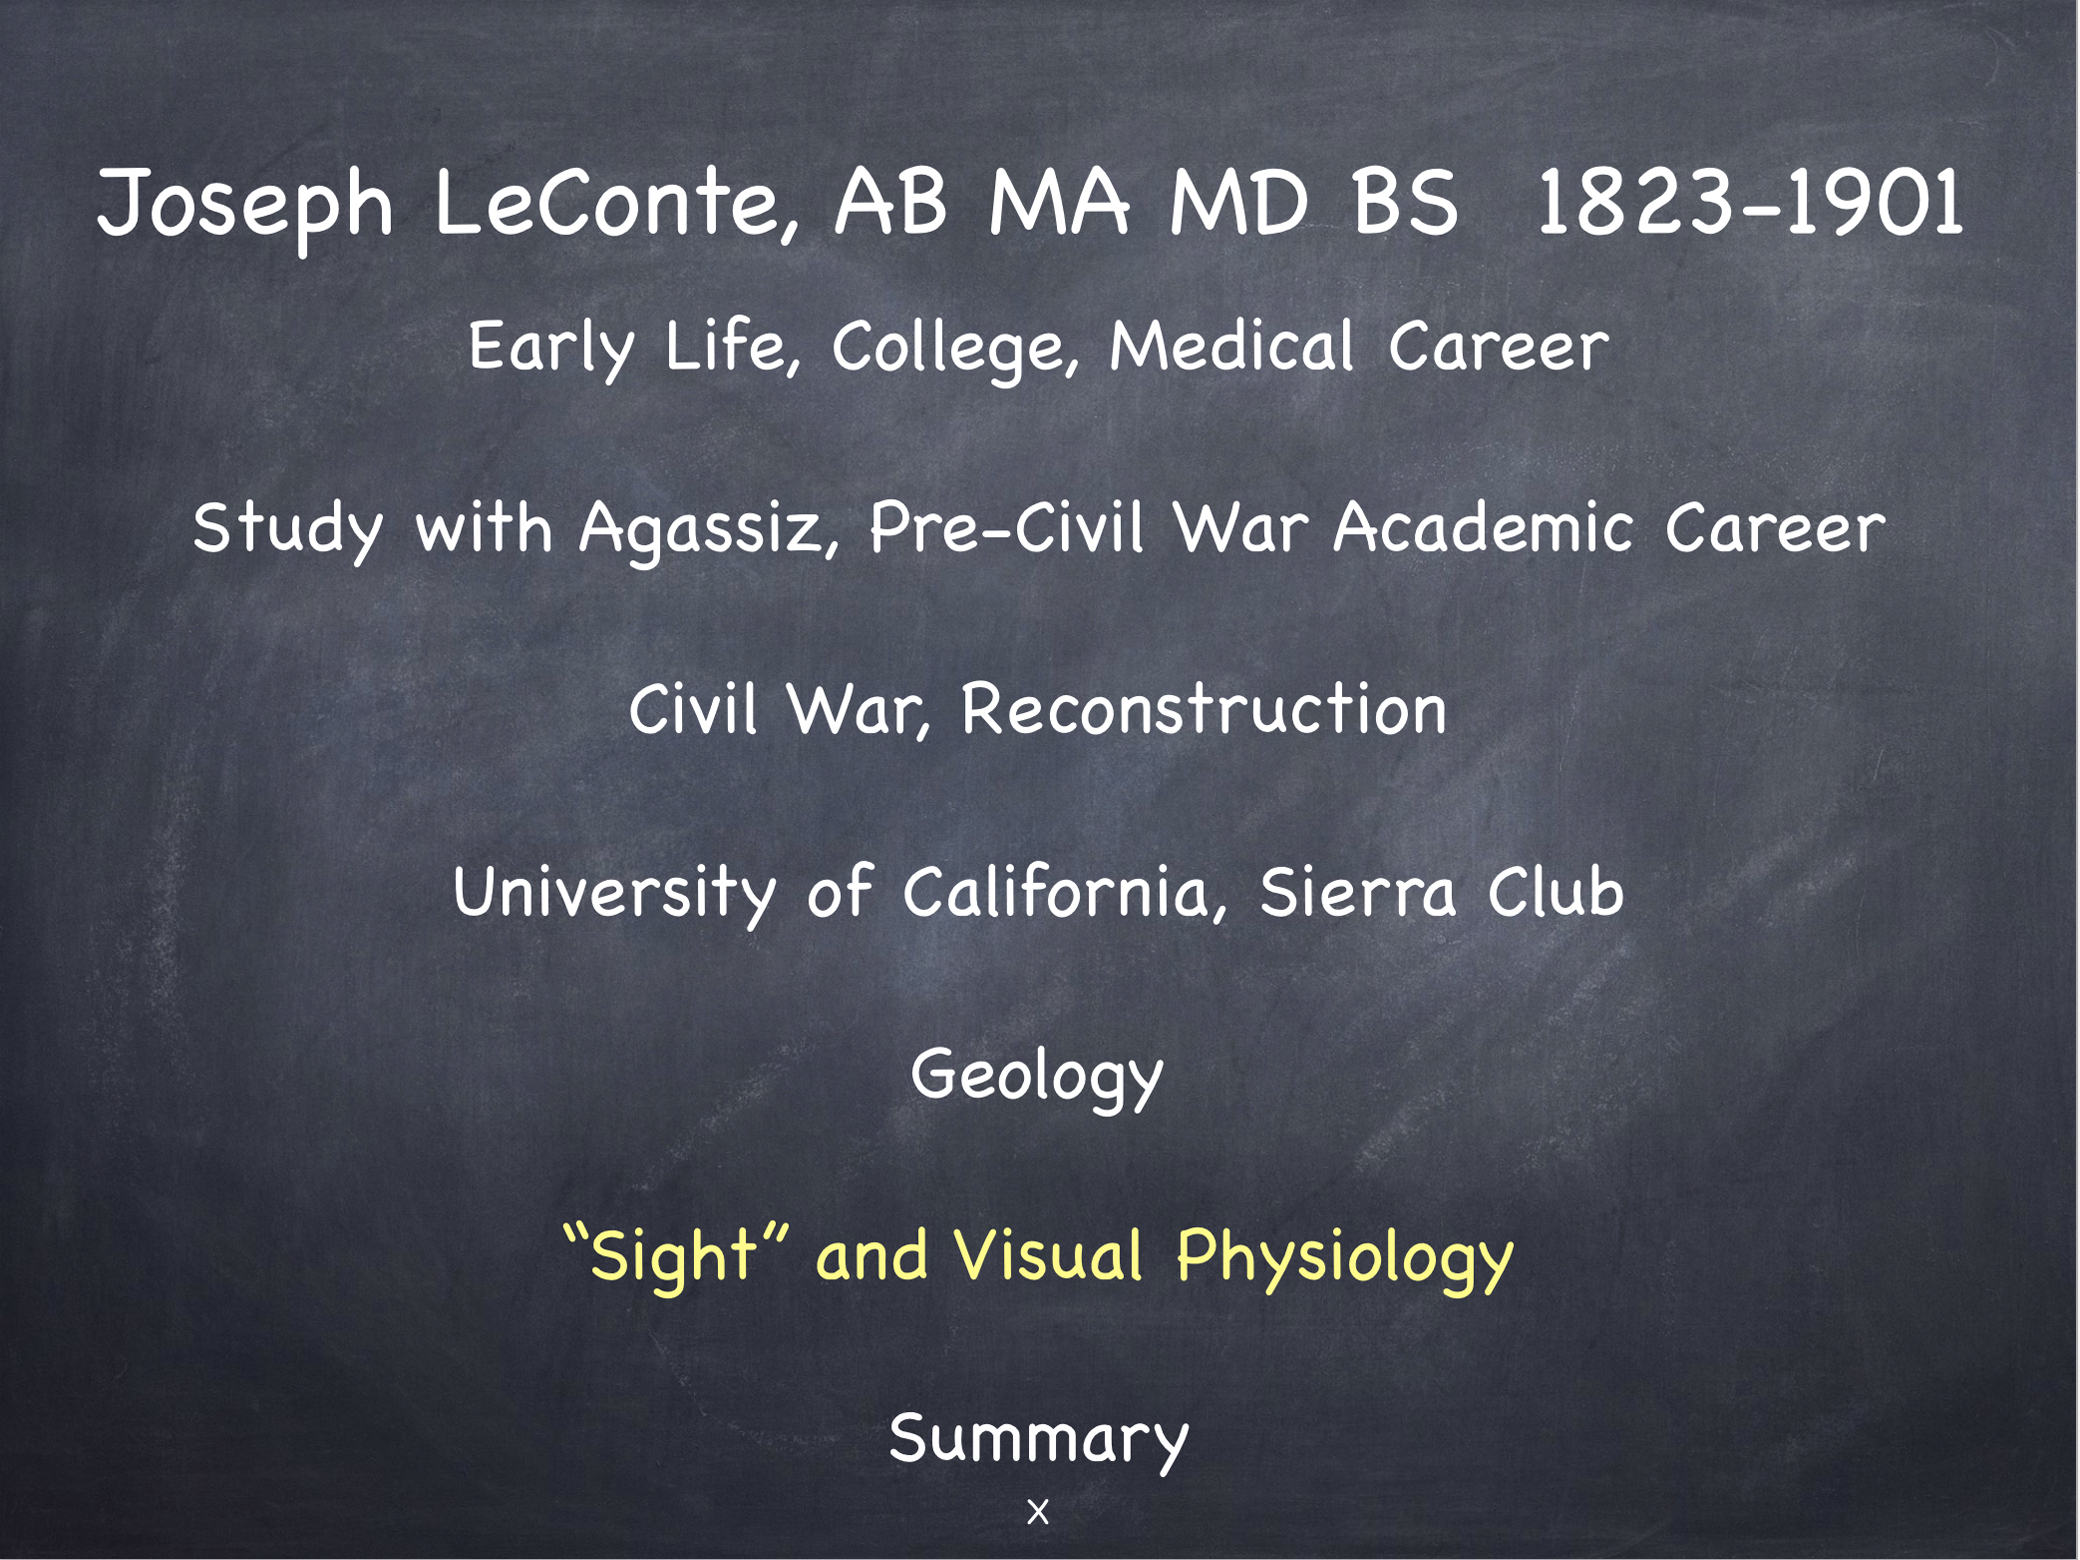 Joseph LeConte, AB MA MD BS 1823-1901
Early Life, College, Medical Career
Study with Agassiz, Pre-Civil War Academic Career
Civil War, Reconstruction
University of California, Sierra Club
Geology
“Sight” and Visual Physiology
Summary
x